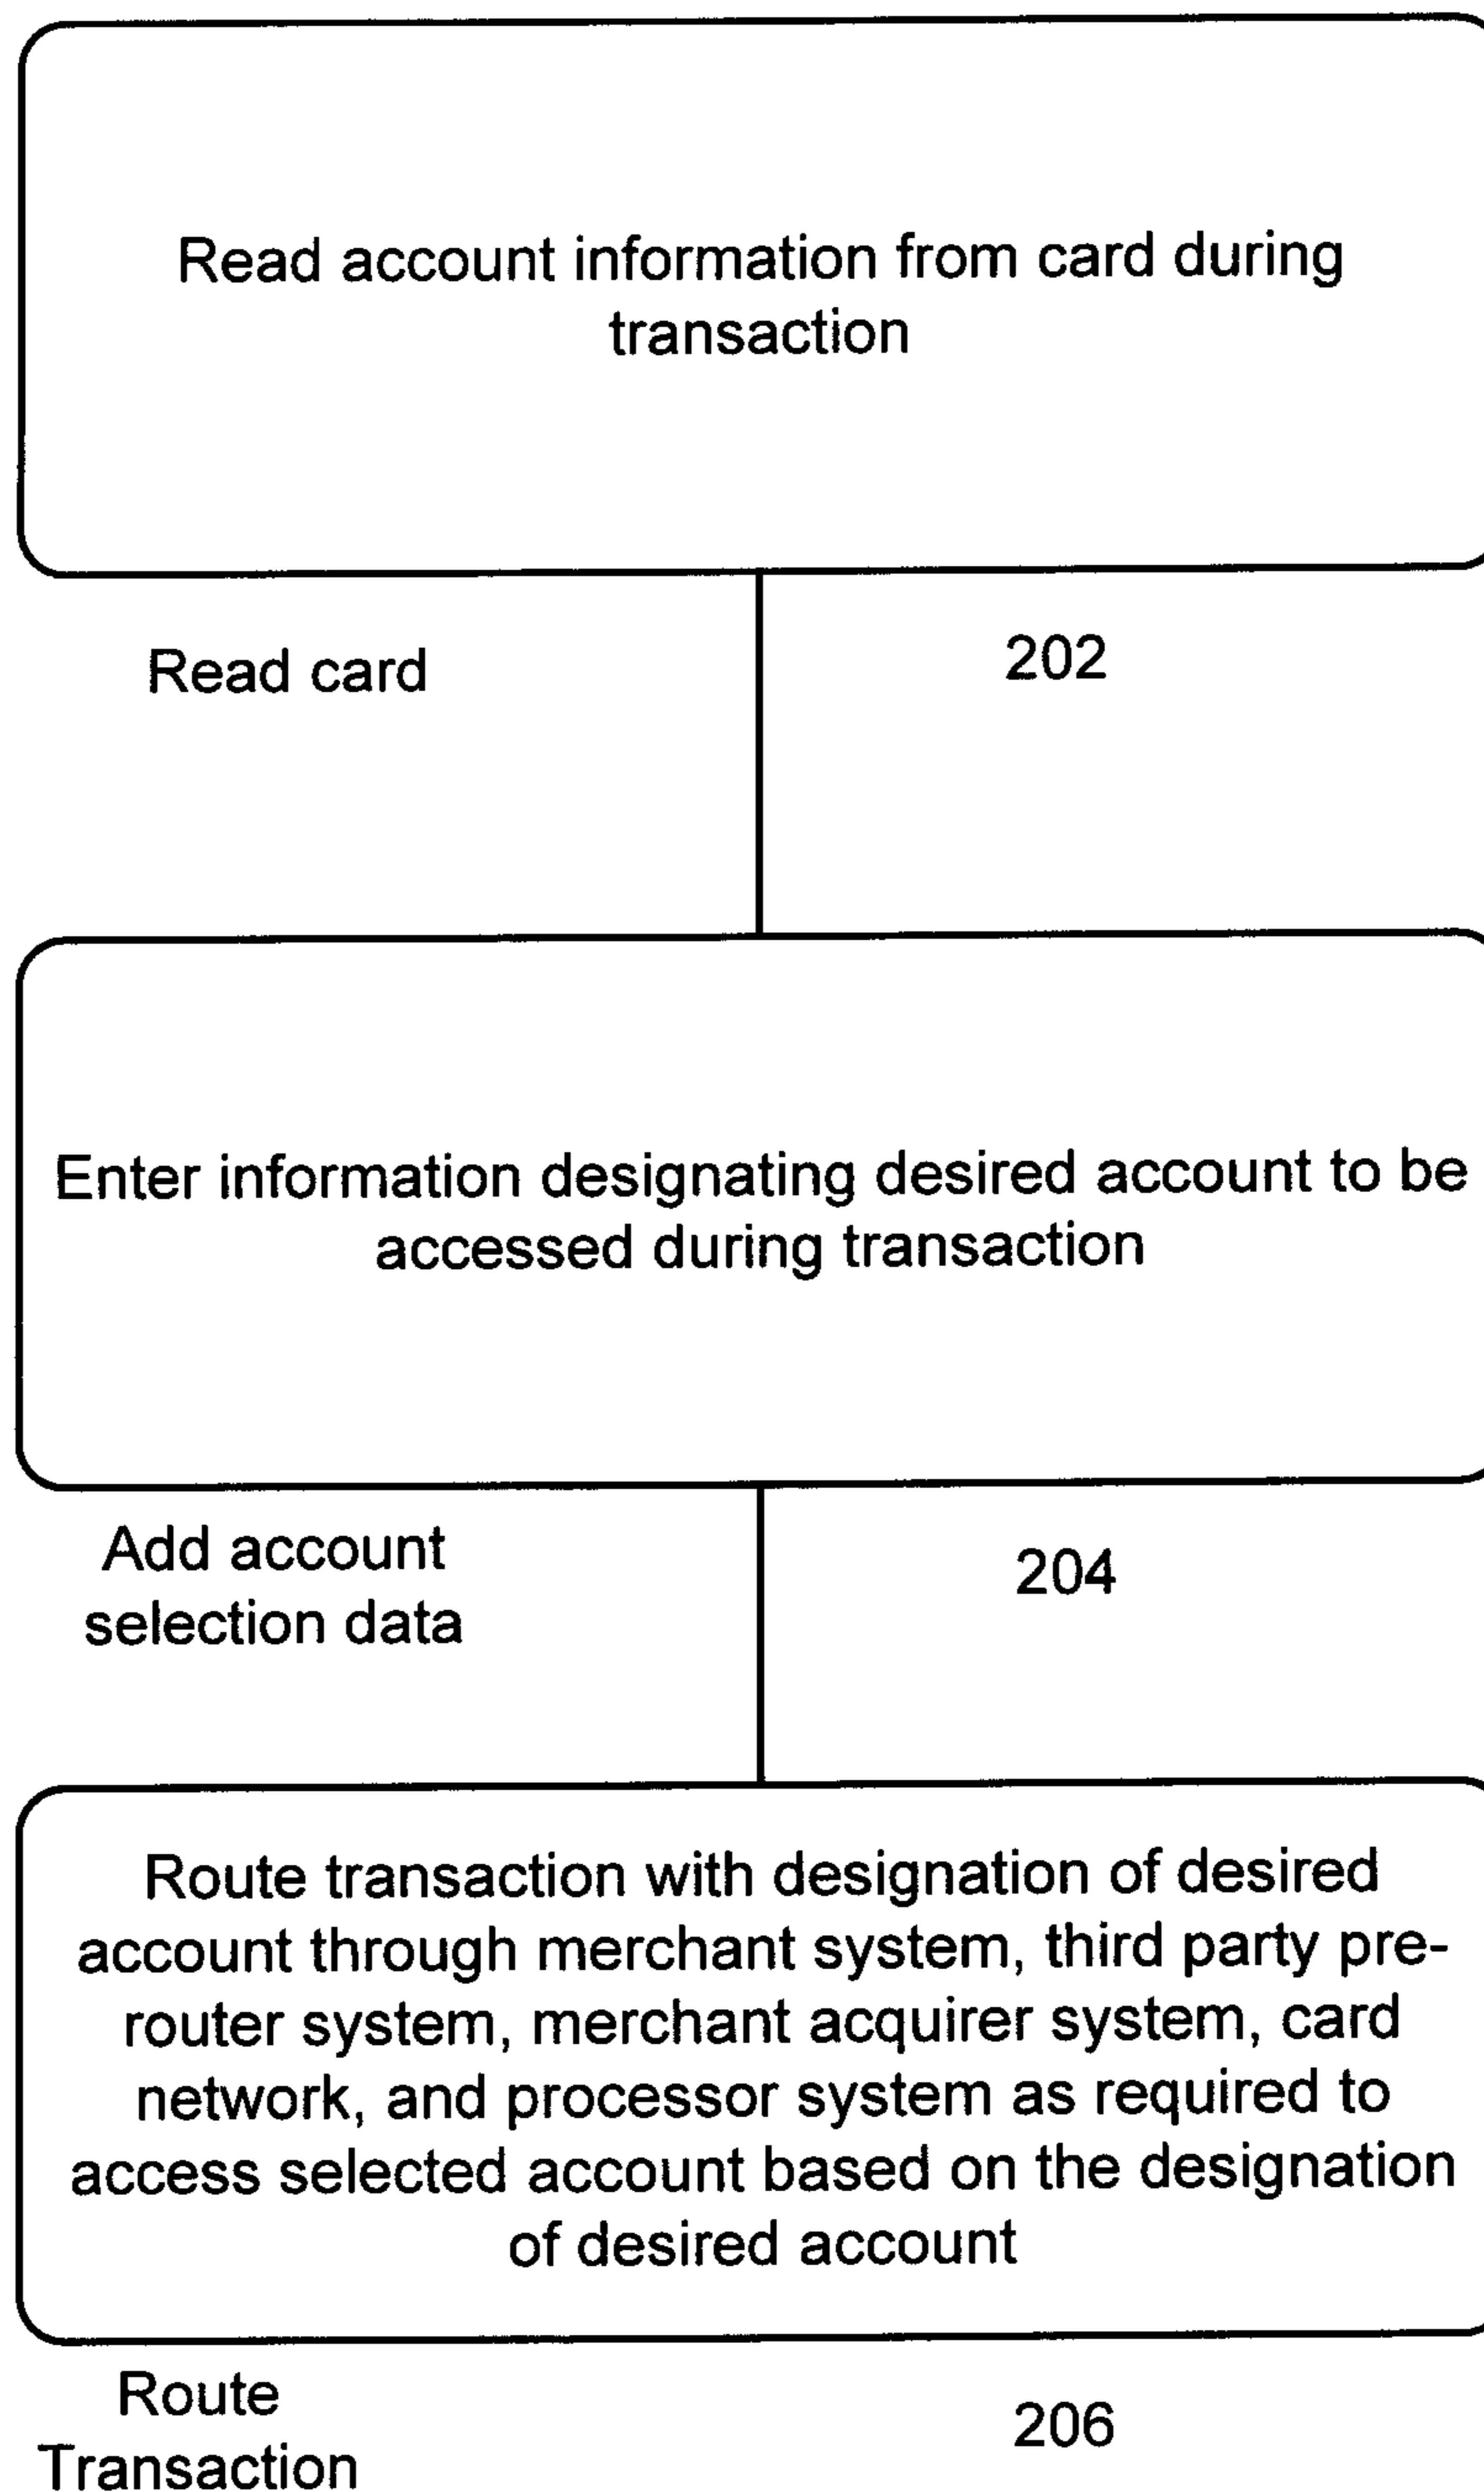 Read account information from card during
transaction
Read card
202
Enter information designating desired account to be
accessed during transaction
Add account
selection data
204
Route transaction with designation of desired
account through merchant system, third party pre-
router system, merchant acquirer system, card
network, and processor system as required to
access selected account based on the designation
of desired account
Route
Transaction
206